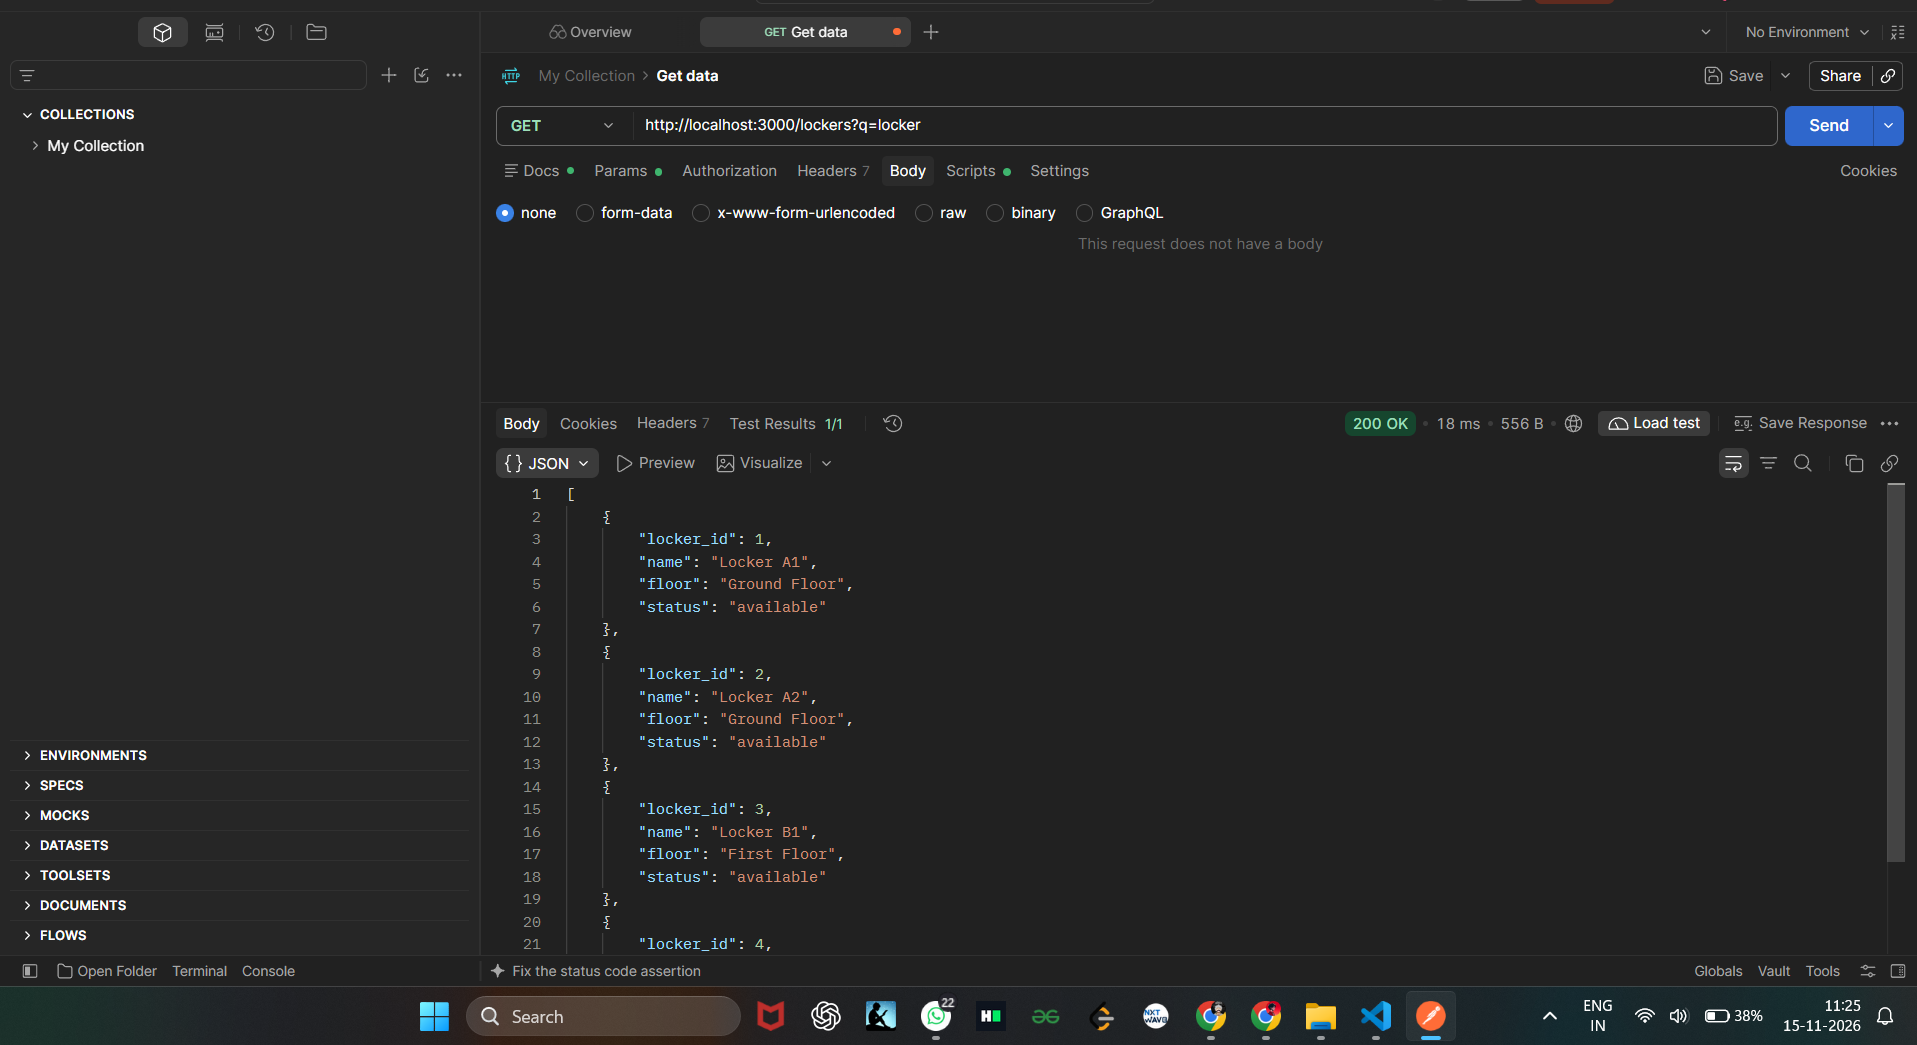 Overview
GET Get data
No Environment
My Collection > Get data
Save
Share
COLLECTIONS
My Collection
GET
http://localhost:3000/lockers?q=locker
Send
Docs
Params
Authorization
Headers 7
Body
Scripts
Settings
Cookies
none
form-data
x-www-form-urlencoded
raw
binary
GraphQL
This request does not have a body
Body
Cookies
Headers 7
Test Results 1/1
200 OK
18 ms
556 B
Load test
Save Response
{} JSON
Preview
Visualize
1 [
2 {
3 "locker_id": 1,
4 "name": "Locker A1",
5 "floor": "Ground Floor",
6 "status": "available"
7 },
8 {
9 "locker_id": 2,
10 "name": "Locker A2",
11 "floor": "Ground Floor",
12 "status": "available"
13 },
14 {
15 "locker_id": 3,
16 "name": "Locker B1",
17 "floor": "First Floor",
18 "status": "available"
19 },
20 {
21 "locker_id": 4,
ENVIRONMENTS
SPECS
MOCKS
DATASETS
TOOLSETS
DOCUMENTS
FLOWS
Open Folder
Terminal
Console
Fix the status code assertion
Globals
Vault
Tools
Search
22
NXT
WAVE
ENG
IN
38%
11:25
15-11-2026